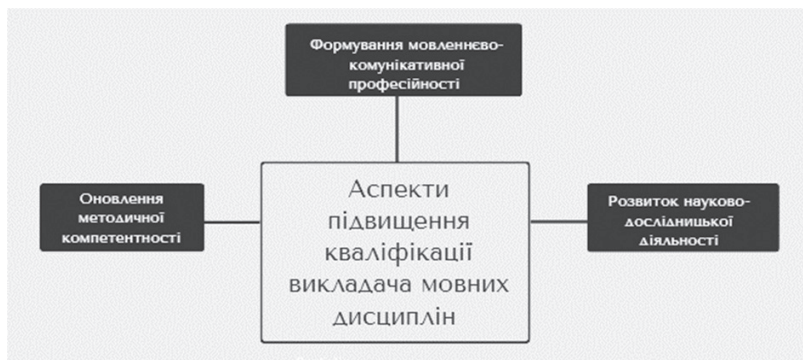 Формування мовленнєво-
комунікативної
професійності
Оновлення
методичної
компетентності
Аспекти
підвищення
кваліфікації
викладача мовних
дисциплін
Розвиток науково-
дослідницької
діяльності